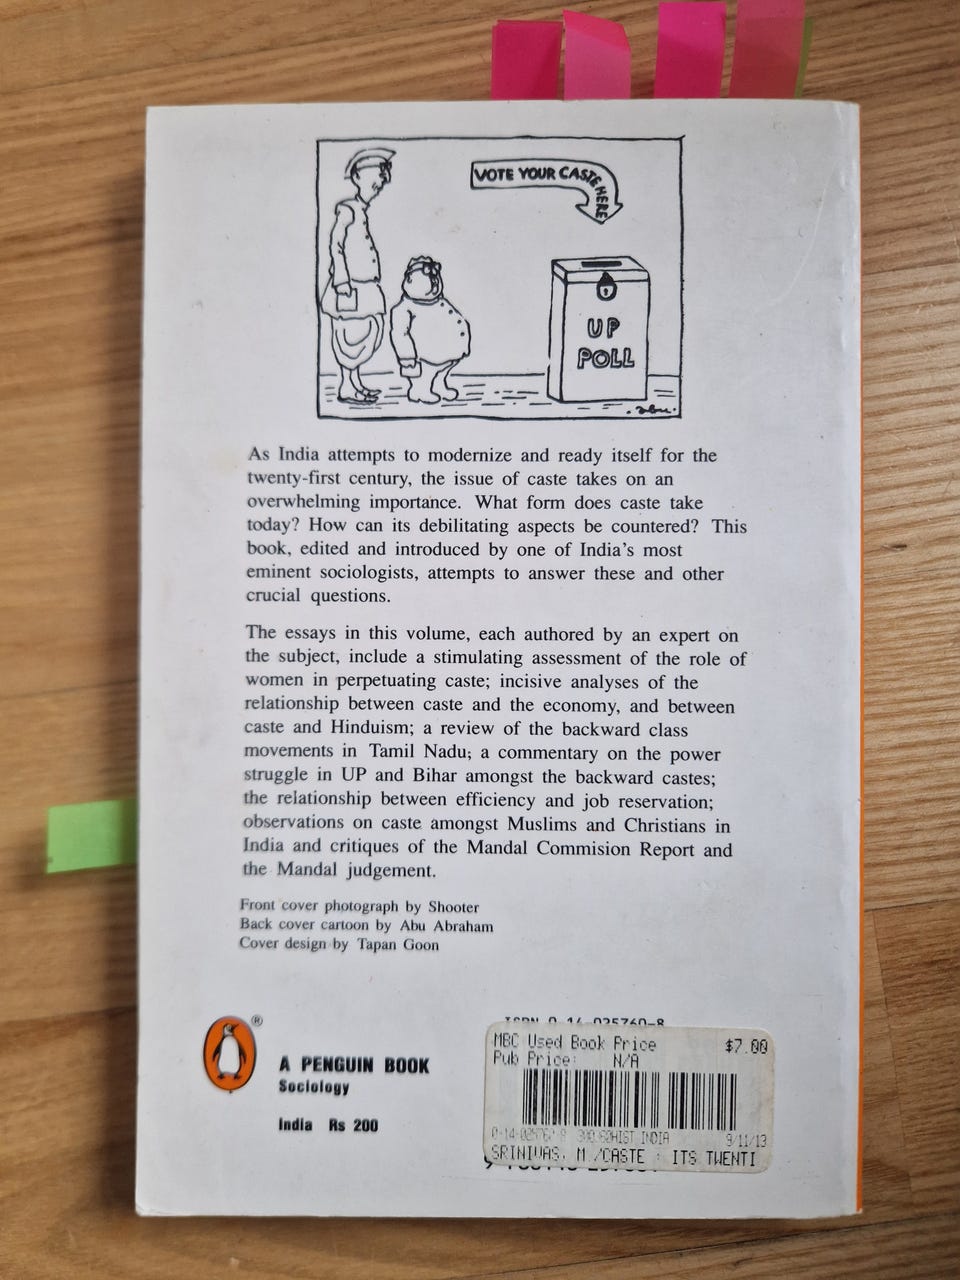 VOTE YOUR CASTE HERE
UP
POLL
.abu.
As India attempts to modernize and ready itself for the
twenty-first century, the issue of caste takes on an
overwhelming importance. What form does caste take
today? How can its debilitating aspects be countered? This
book, edited and introduced by one of India's most
eminent sociologists, attempts to answer these and other
crucial questions.
The essays in this volume, each authored by an expert on
the subject, include a stimulating assessment of the role of
women in perpetuating caste; incisive analyses of the
relationship between caste and the economy, and between
caste and Hinduism; a review of the backward class
movements in Tamil Nadu; a commentary on the power
struggle in UP and Bihar amongst the backward castes;
the relationship between efficiency and job reservation;
observations on caste amongst Muslims and Christians in
India and critiques of the Mandal Commision Report and
the Mandal judgement.
Front cover photograph by Shooter
Back cover cartoon by Abu Abraham
Cover design by Tapan Goon
®
A PENGUIN BOOK
Sociology
India Rs 200
ISBN 0-14-025760-8
MBC Used Book Price $7.00
Pub Price: N/A
HIST INDIA 9/11/13
SRINIVAS, M./CASTE : ITS TWENTI